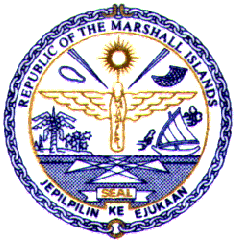 REPUBLIC OF THE MARSHALL ISLANDS
SEAL
JEPILPILIN KE EJUKAAN